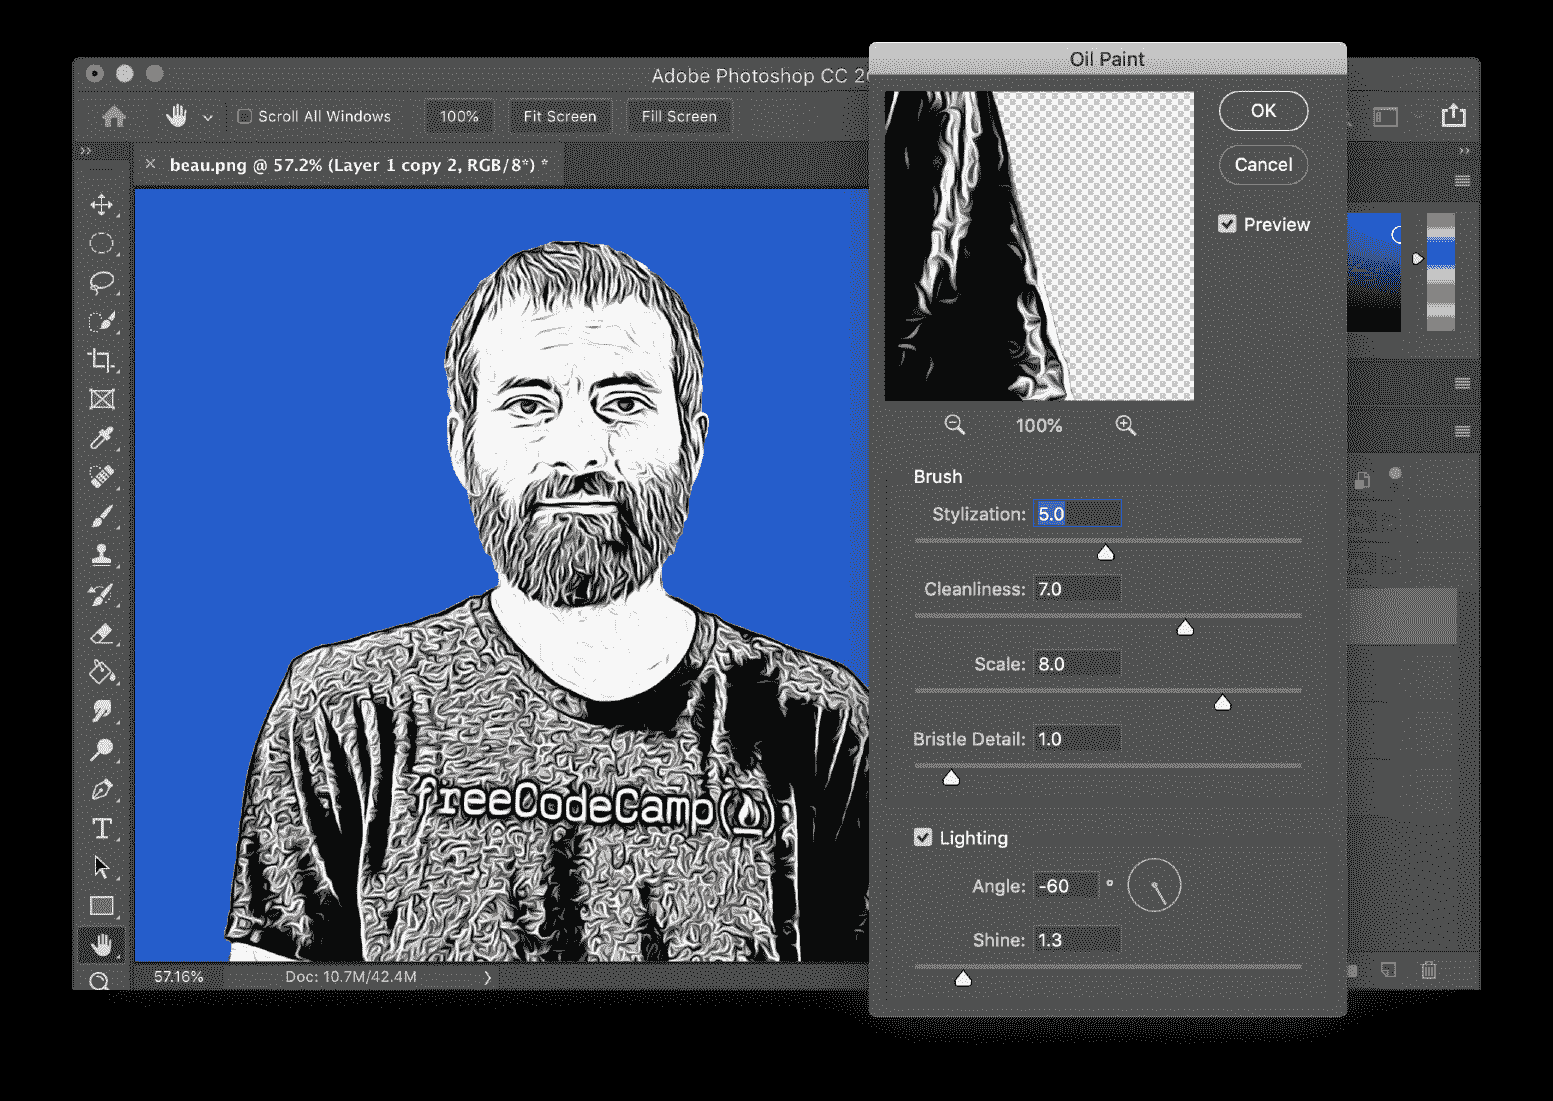 Adobe Photoshop CC
Scroll All Windows
100%
Fit Screen
Fill Screen
beau.png @ 57.2% (Layer 1 copy 2, RGB/8*) *
freeCodeCamp(🔥)
57.16%
Doc: 10.7M/42.4M
Oil Paint
OK
Cancel
Preview
100%
Brush
Stylization: 5.0
Cleanliness: 7.0
Scale: 8.0
Bristle Detail: 1.0
Lighting
Angle: -60 °
Shine: 1.3